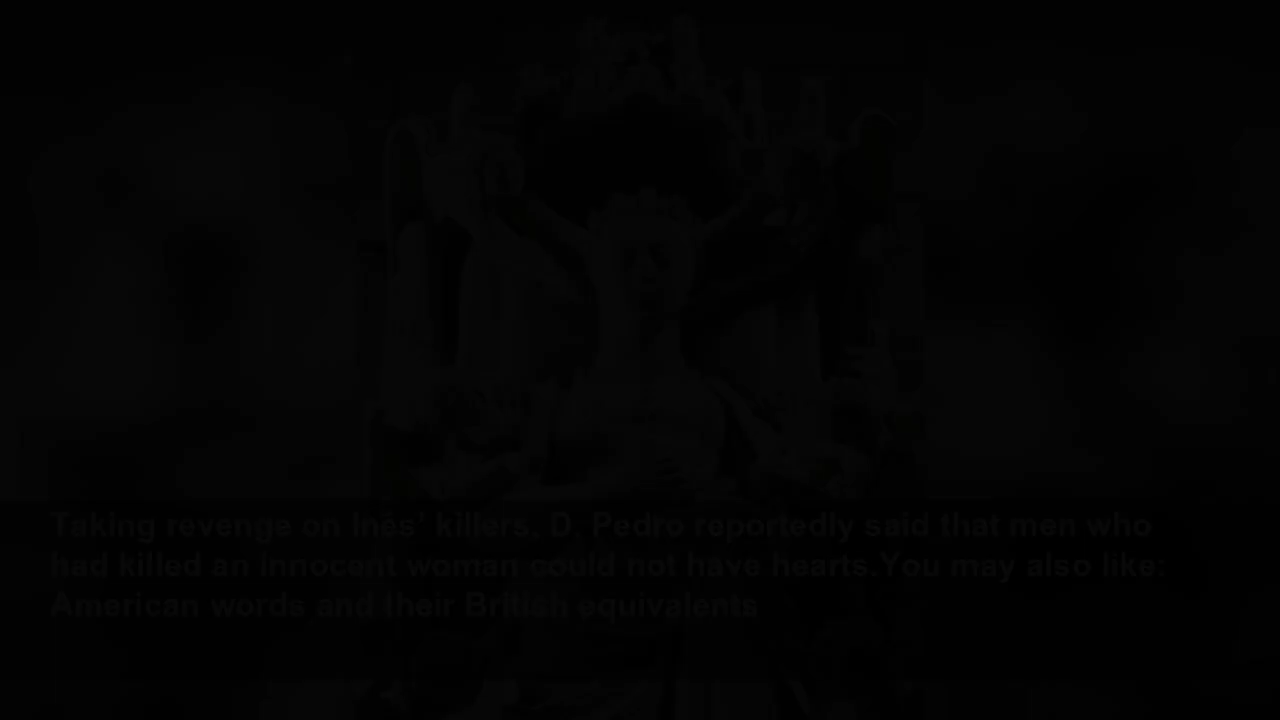 Taking revenge on Inês' killers, D. Pedro reportedly said that men who
had killed an innocent woman could not have hearts.You may also like:
American words and their British equivalents